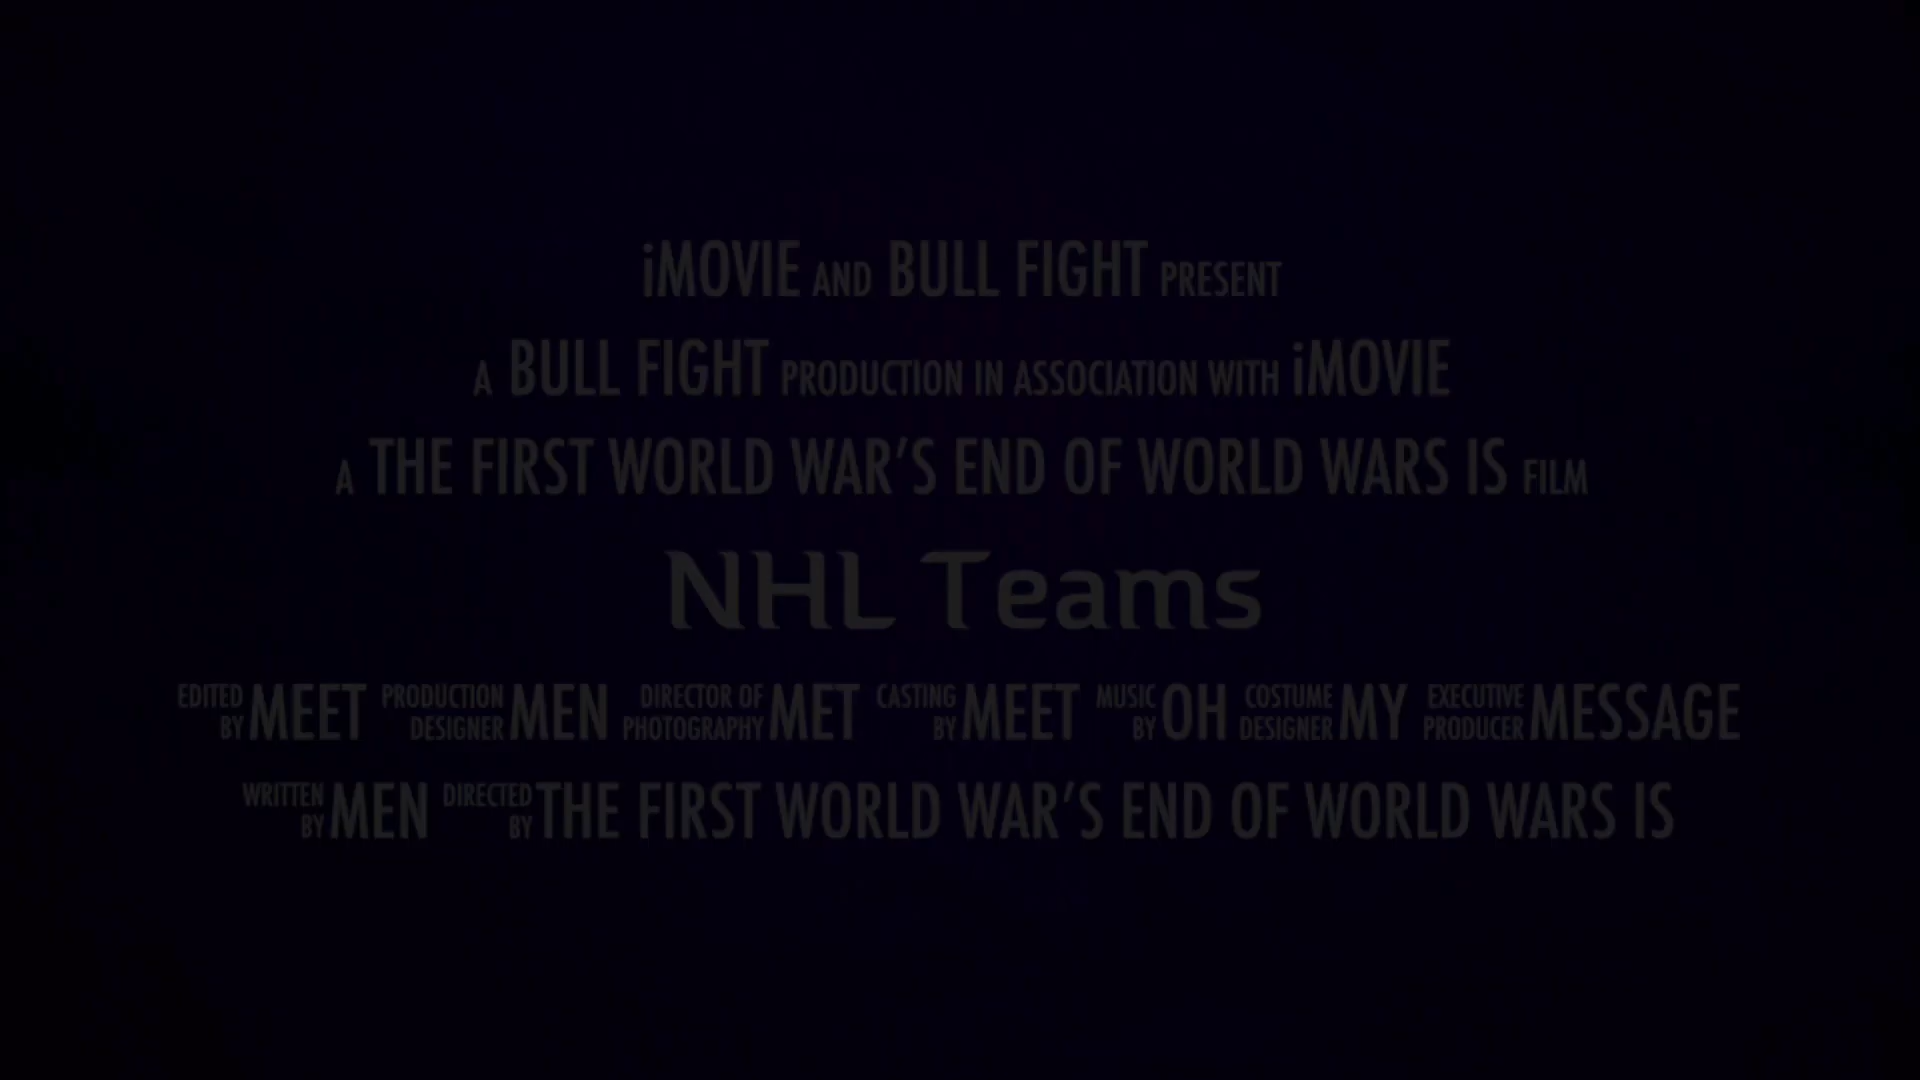 iMOVIE AND BULL FIGHT PRESENT
A BULL FIGHT PRODUCTION IN ASSOCIATION WITH iMOVIE
A THE FIRST WORLD WAR'S END OF WORLD WARS IS FILM
NHL Teams
EDITED BY MEET PRODUCTION DESIGNER MEN DIRECTOR OF PHOTOGRAPHY MET CASTING BY MEET MUSIC BY OH COSTUME DESIGNER MY EXECUTIVE PRODUCER MESSAGE
WRITTEN BY MEN DIRECTED BY THE FIRST WORLD WAR'S END OF WORLD WARS IS